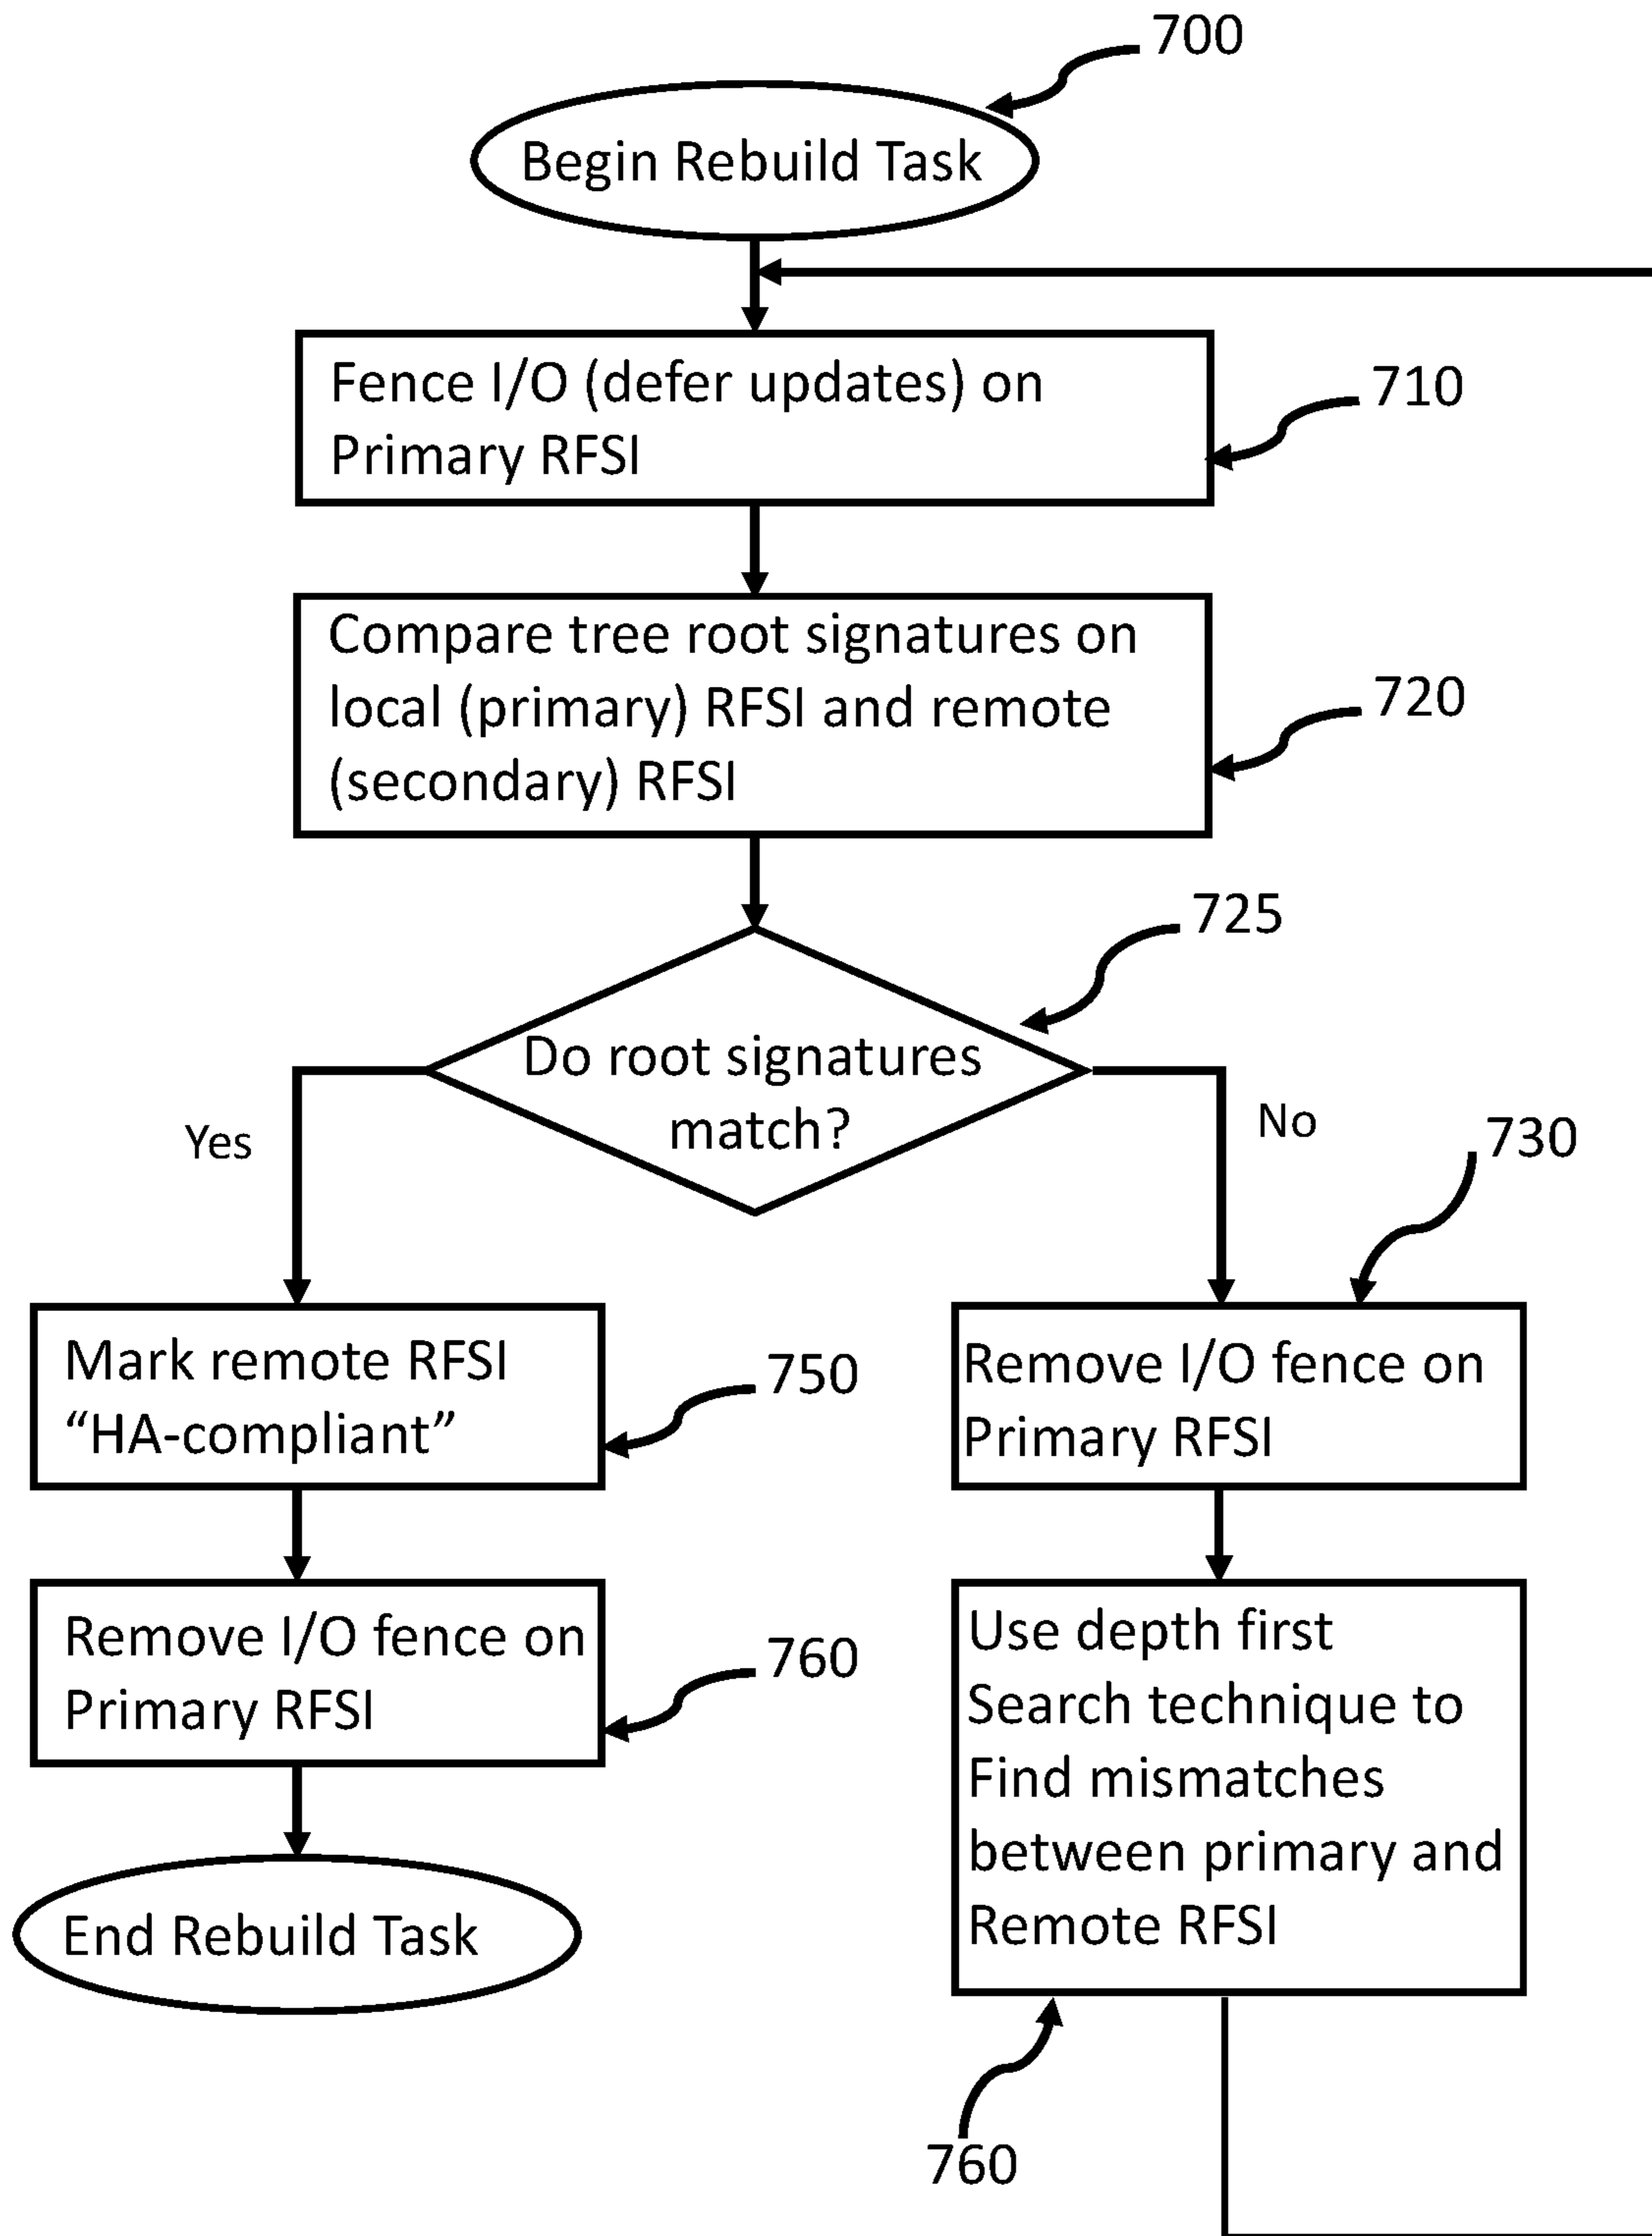 700
Begin Rebuild Task
Fence I/O (defer updates) on
Primary RFSI
710
Compare tree root signatures on
local (primary) RFSI and remote
(secondary) RFSI
720
725
Do root signatures
match?
Yes
No
730
Mark remote RFSI
“HA-compliant”
750
Remove I/O fence on
Primary RFSI
Remove I/O fence on
Primary RFSI
760
Use depth first
Search technique to
Find mismatches
between primary and
Remote RFSI
End Rebuild Task
760